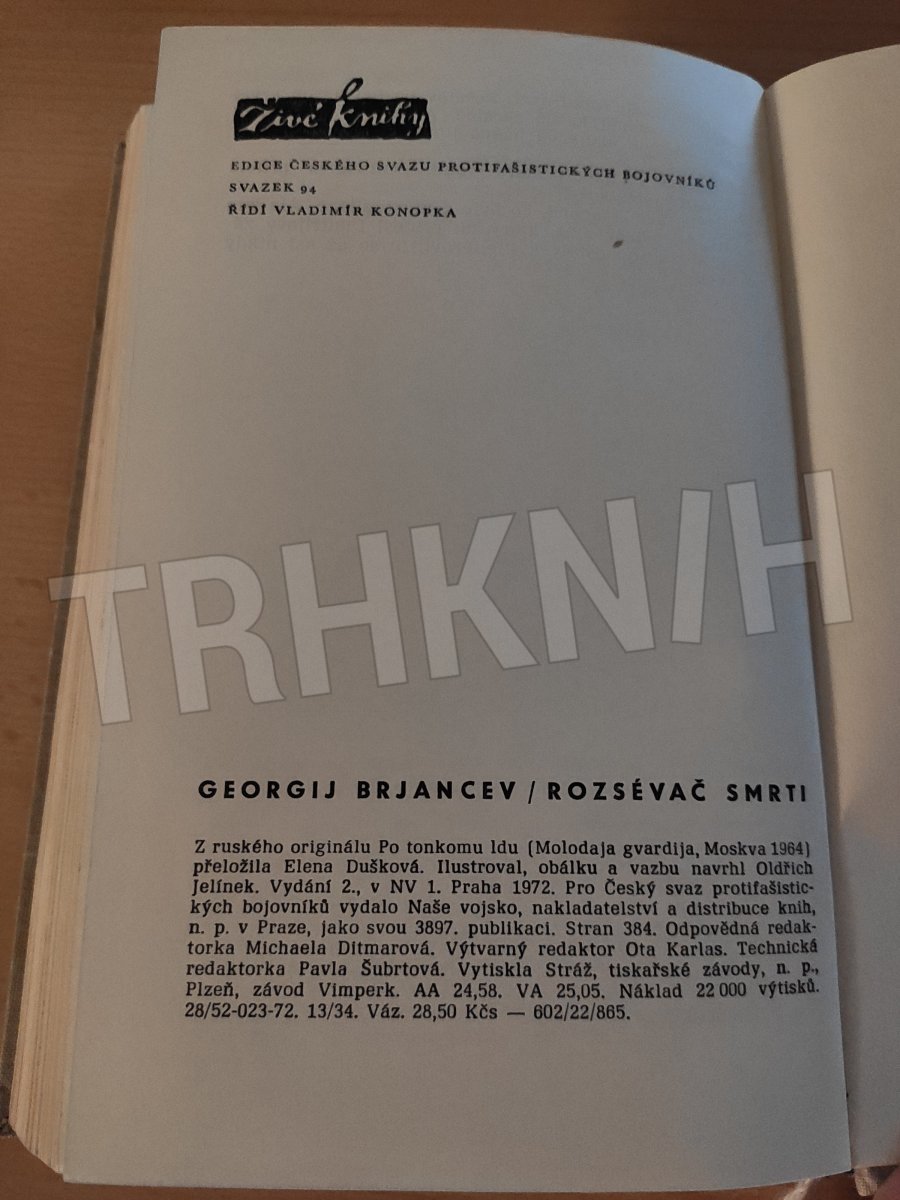 Živé knihy
EDICE ČESKÉHO SVAZU PROTIFAŠISTICKÝCH BOJOVNÍKŮ
SVAZEK 94
ŘÍDÍ VLADIMÍR KONOPKA
TRHKNIH
GEORGIJ BRJANCEV / ROZSÉVAČ SMRTI
Z ruského originálu Po tonkomu ldu (Molodaja gvardija, Moskva 1964)
přeložila Elena Dušková. Ilustroval, obálku a vazbu navrhl Oldřich
Jelínek. Vydání 2., v NV 1. Praha 1972. Pro Český svaz protifašistic-
kých bojovníků vydalo Naše vojsko, nakladatelství a distribuce knih,
n. p. v Praze, jako svou 3897. publikaci. Stran 384. Odpovědná redak-
torka Michaela Ditmarová. Výtvarný redaktor Ota Karlas. Technická
redaktorka Pavla Šubrtová. Vytiskla Stráž, tiskařské závody, n. p.,
Plzeň, závod Vimperk. AA 24,58. VA 25,05. Náklad 22 000 výtisků.
28/52-023-72. 13/34. Váz. 28,50 Kčs — 602/22/865.